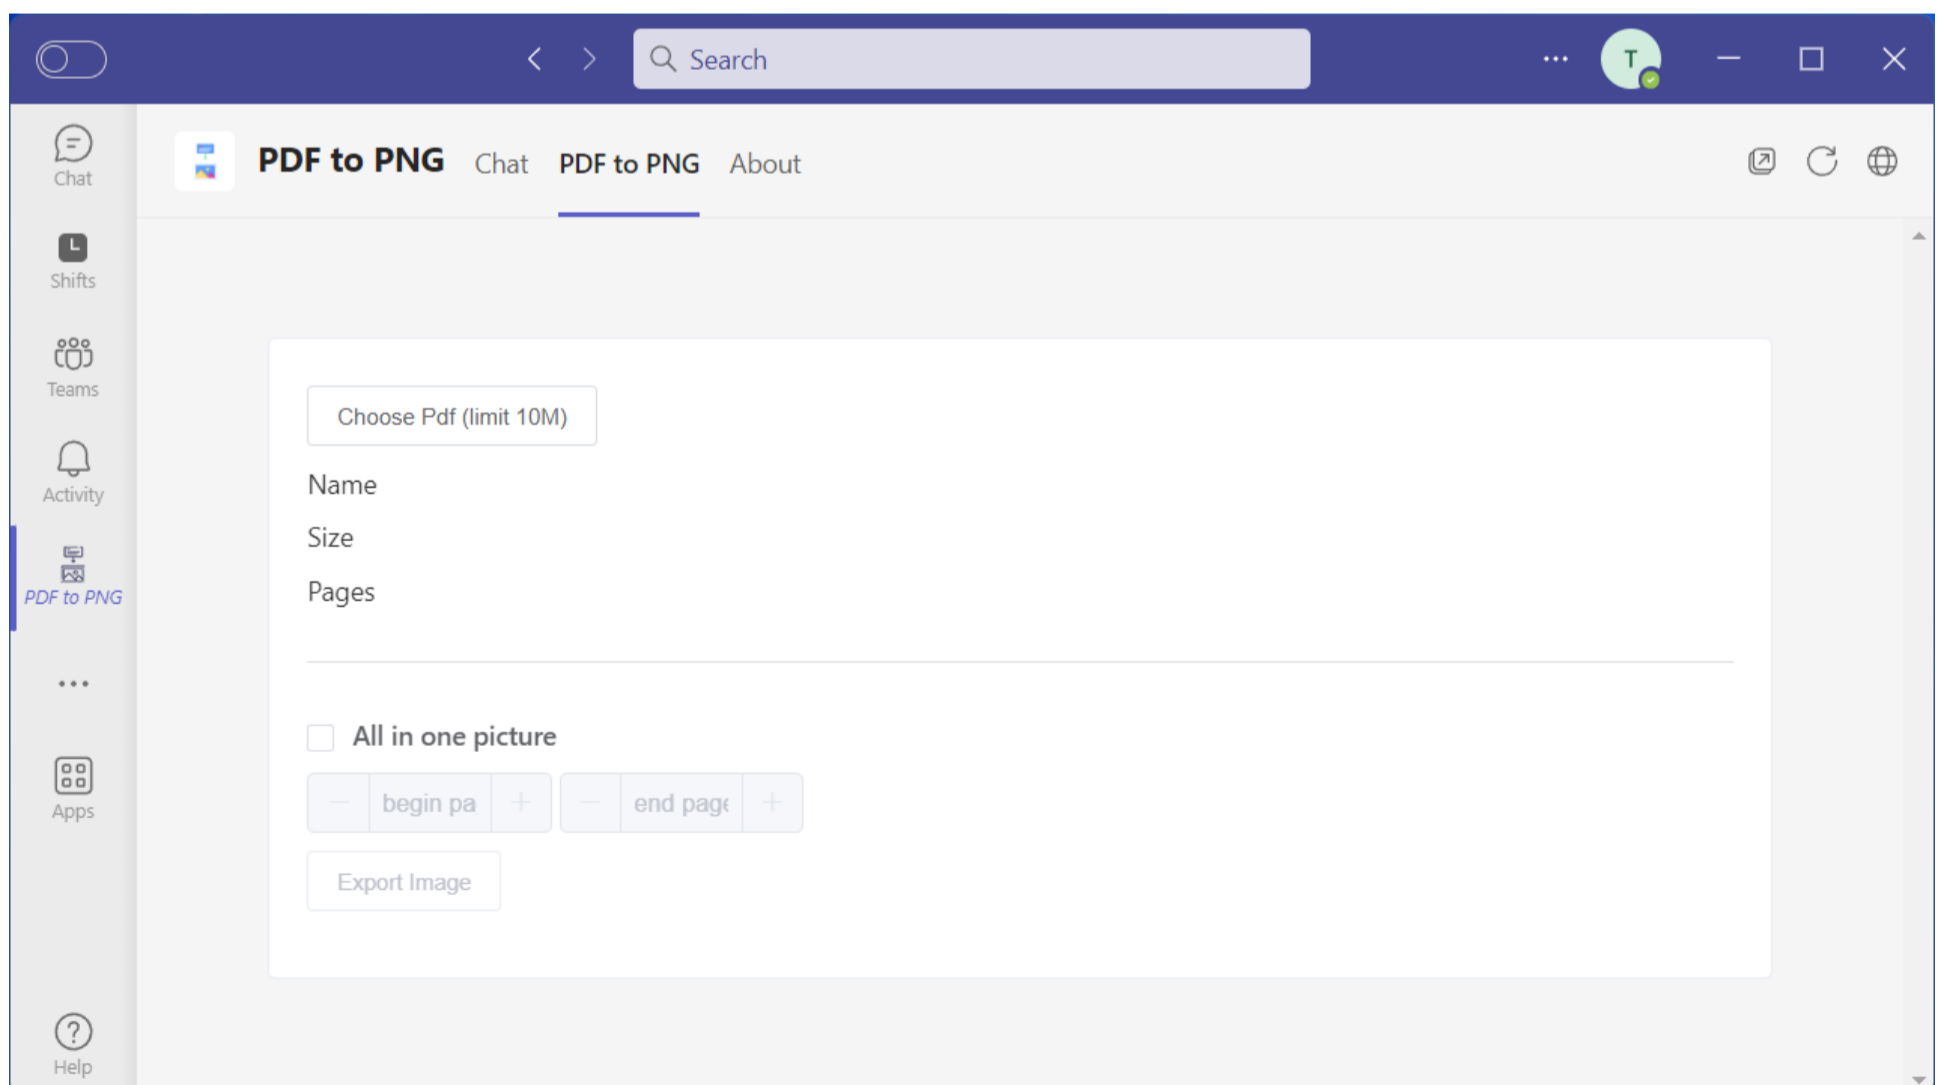 Search
T
Chat
Shifts
Teams
Activity
PDF to PNG
Apps
Help
PDF to PNG Chat PDF to PNG About
Choose Pdf (limit 10M)
Name
Size
Pages
All in one picture
begin pa end page
Export Image